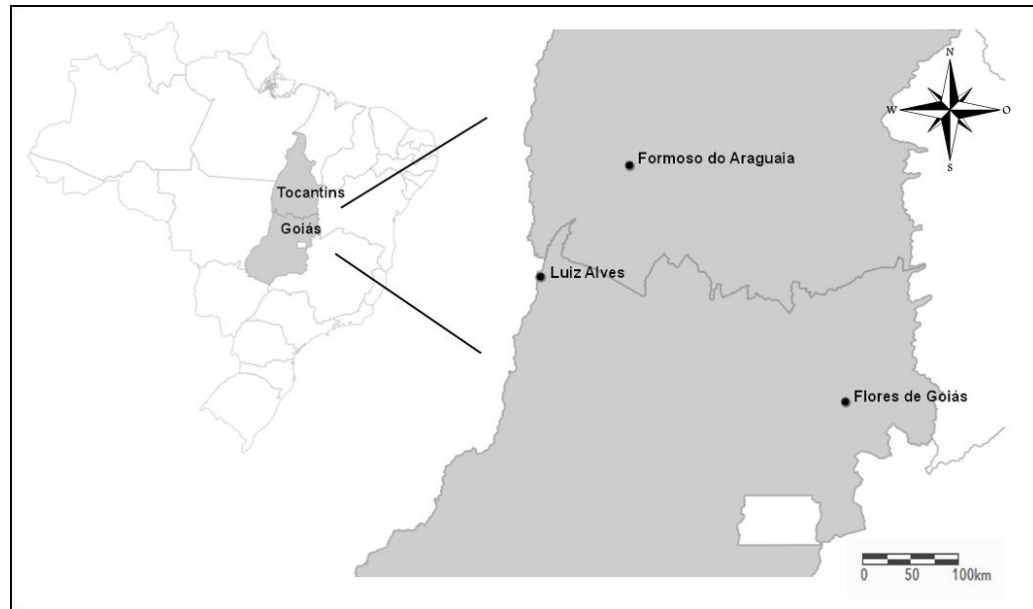 Tocantins
Goiás
Formoso do Araguaia
Luiz Alves
Flores de Goiás
N
W O
S
0 50 100km